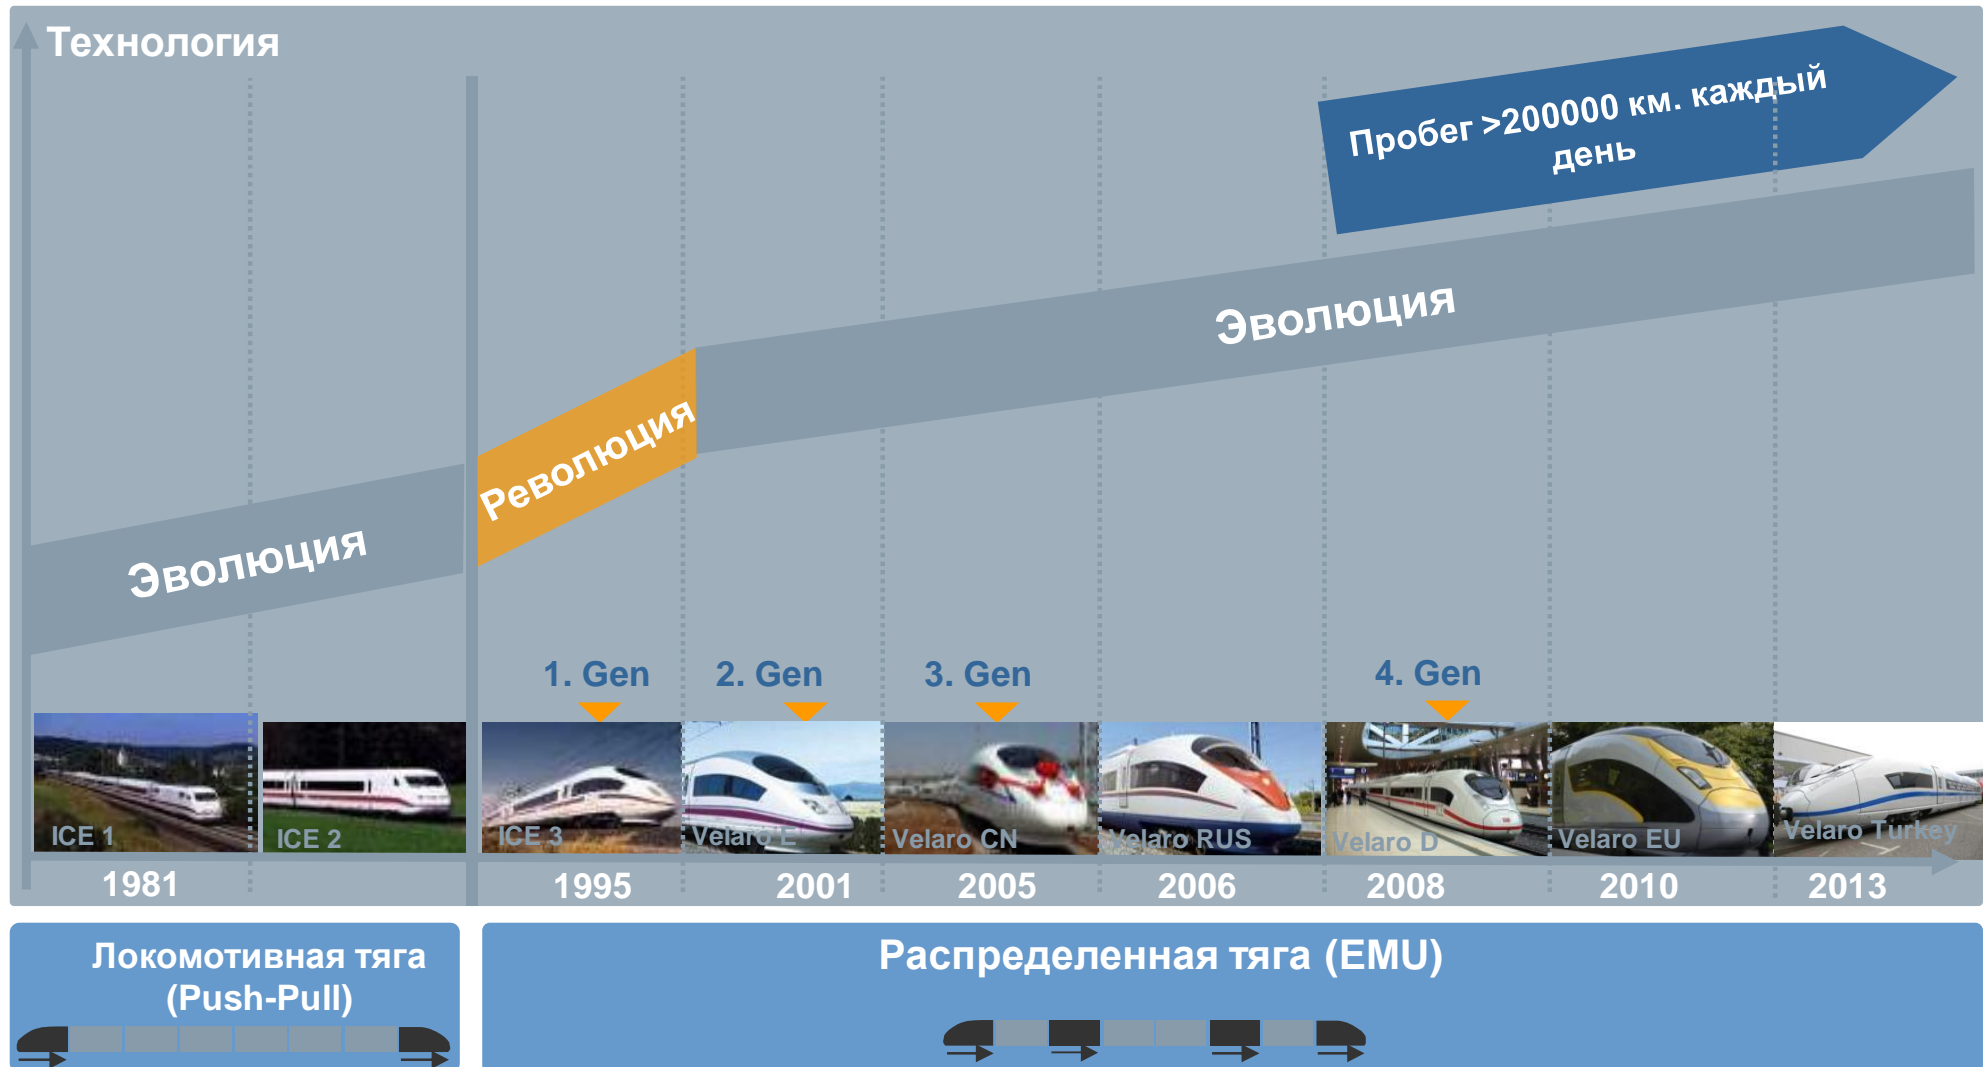 Технология
Пробег >200000 км. каждый
день
Эволюция
Революция
Эволюция
1. Gen
2. Gen
3. Gen
4. Gen
ICE 1
ICE 2
ICE 3
Velaro E
Velaro CN
Velaro RUS
Velaro D
Velaro EU
Velaro Turkey
1981
1995
2001
2005
2006
2008
2010
2013
Локомотивная тяга
(Push-Pull)
Распределенная тяга (EMU)